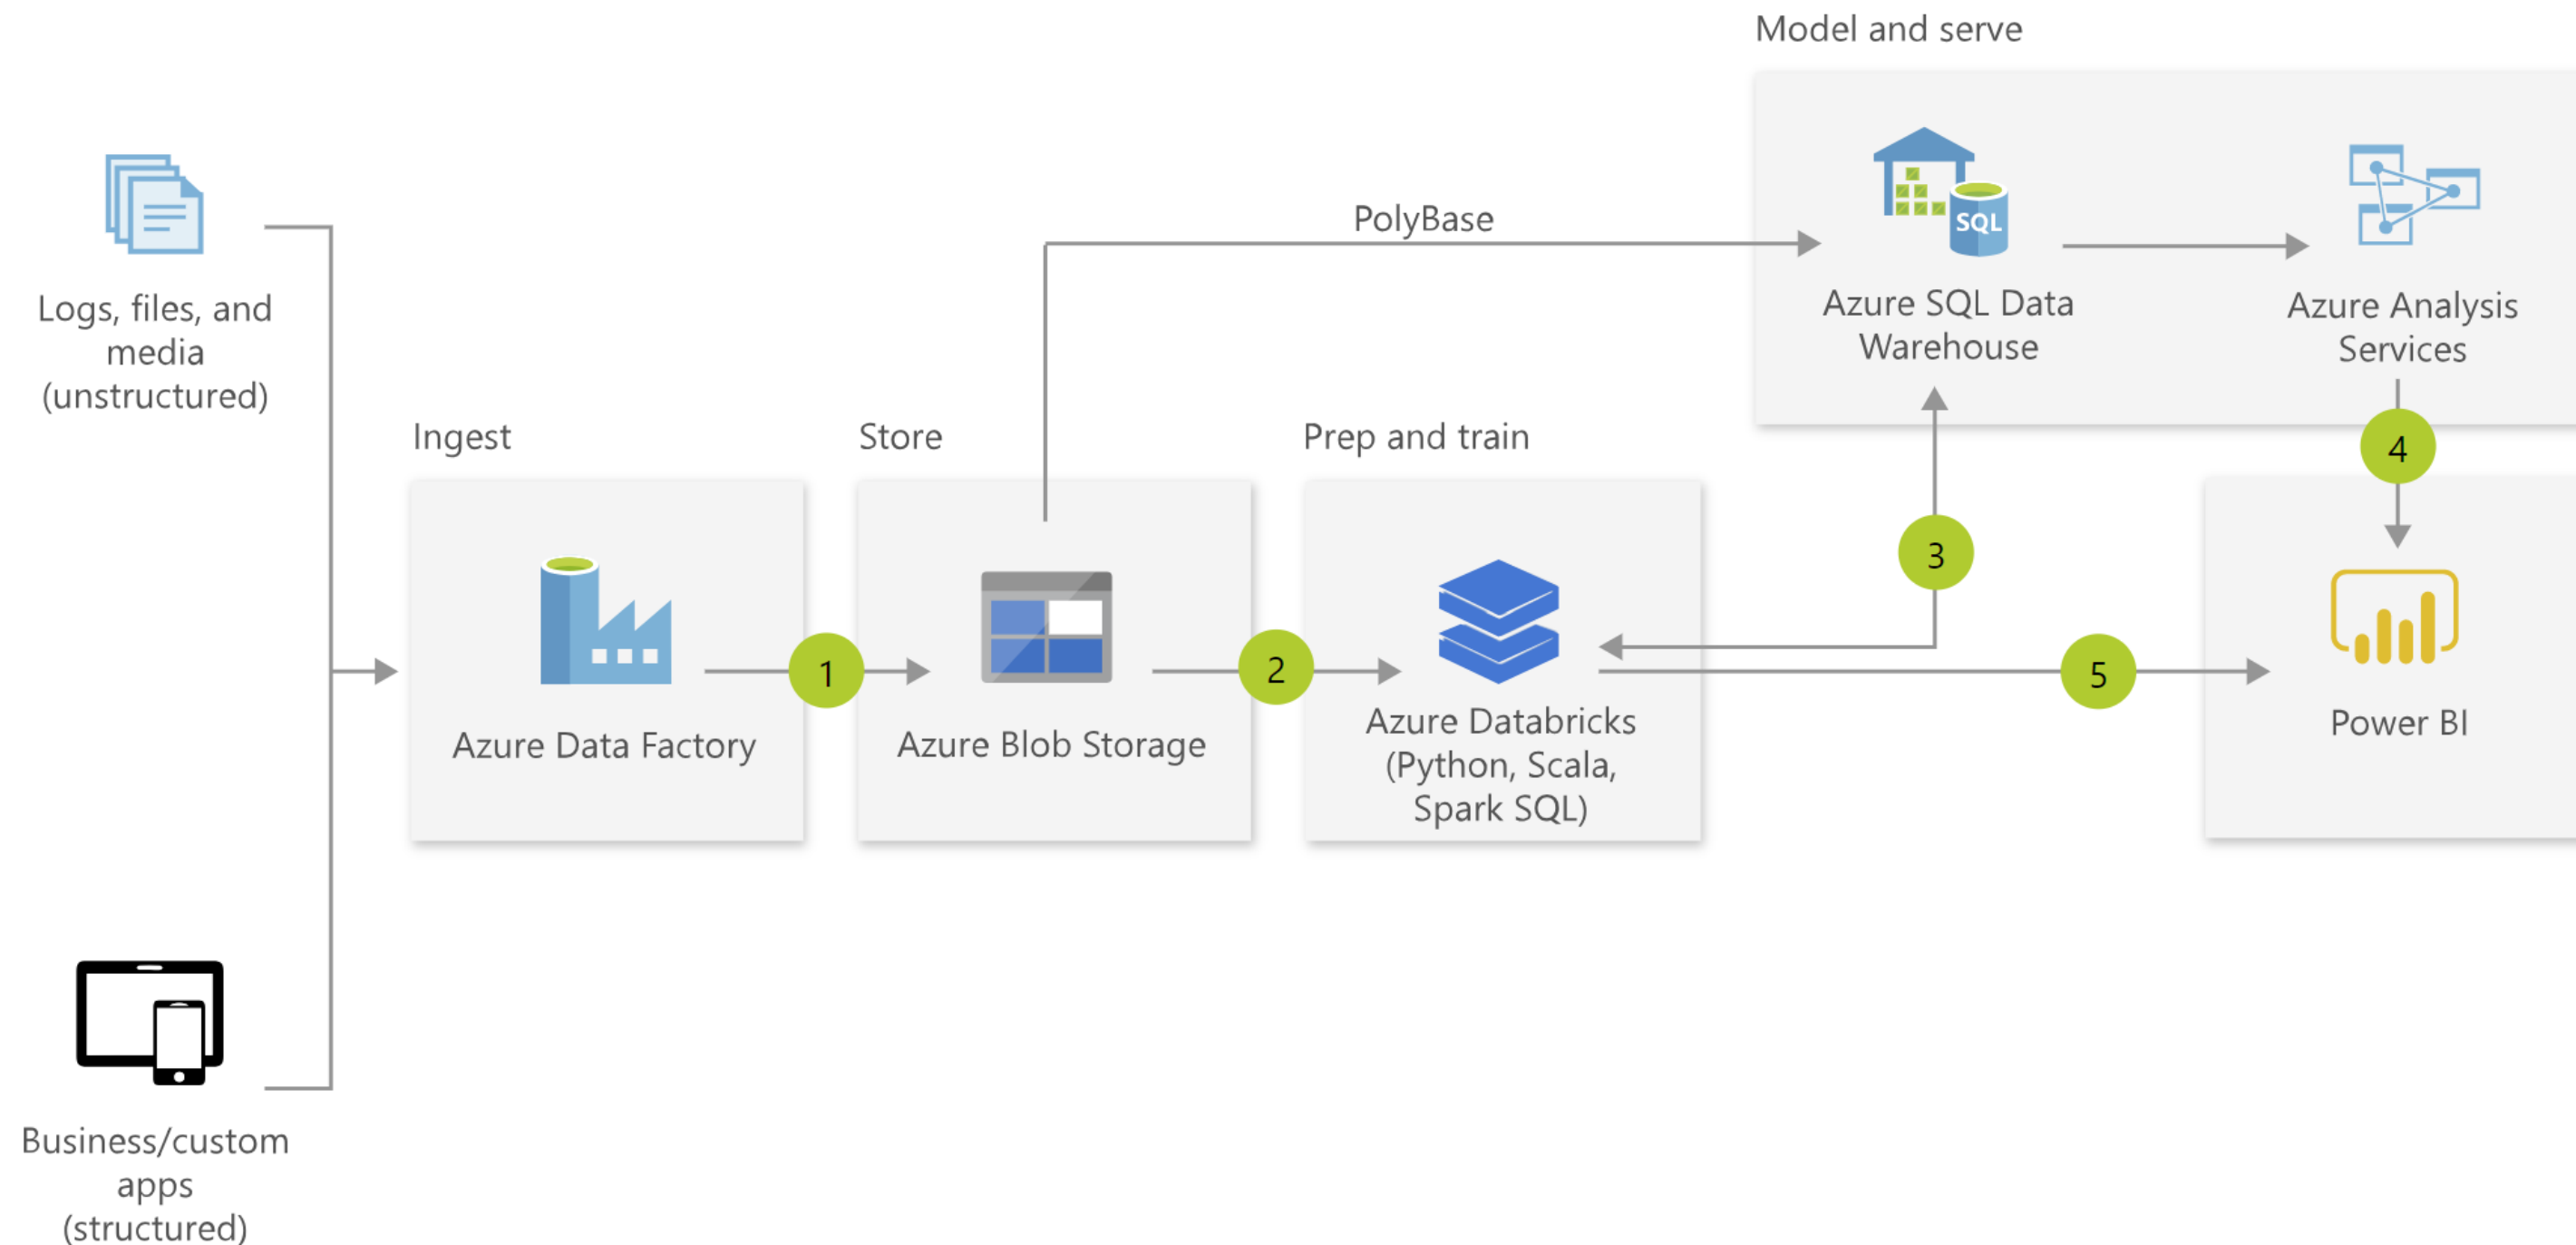 Model and serve
PolyBase
SQL
Logs, files, and
media
(unstructured)
Azure SQL Data
Warehouse
Azure Analysis
Services
Ingest
Store
Prep and train
4
3
1
2
5
Azure Data Factory
Azure Blob Storage
Azure Databricks
(Python, Scala,
Spark SQL)
Power BI
Business/custom
apps
(structured)